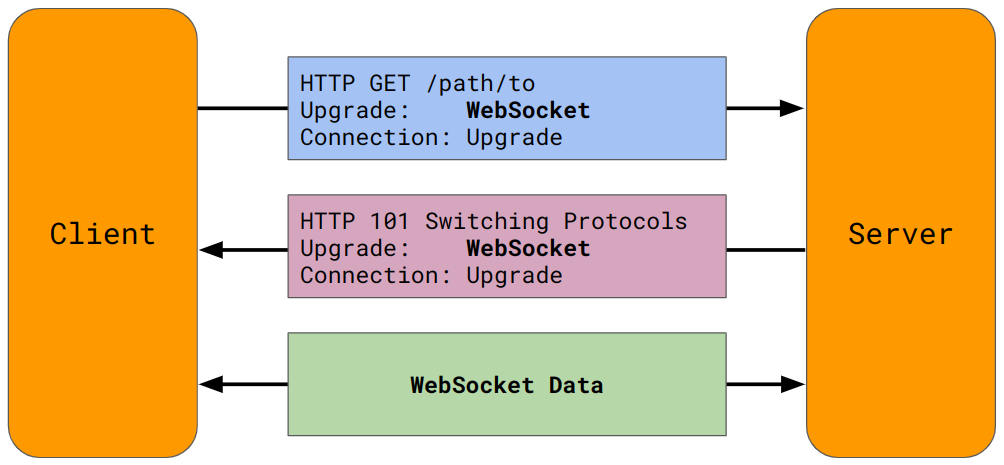 HTTP GET /path/to
Upgrade:    WebSocket
Connection: Upgrade
HTTP 101 Switching Protocols
Upgrade:    WebSocket
Connection: Upgrade
Client
Server
WebSocket Data